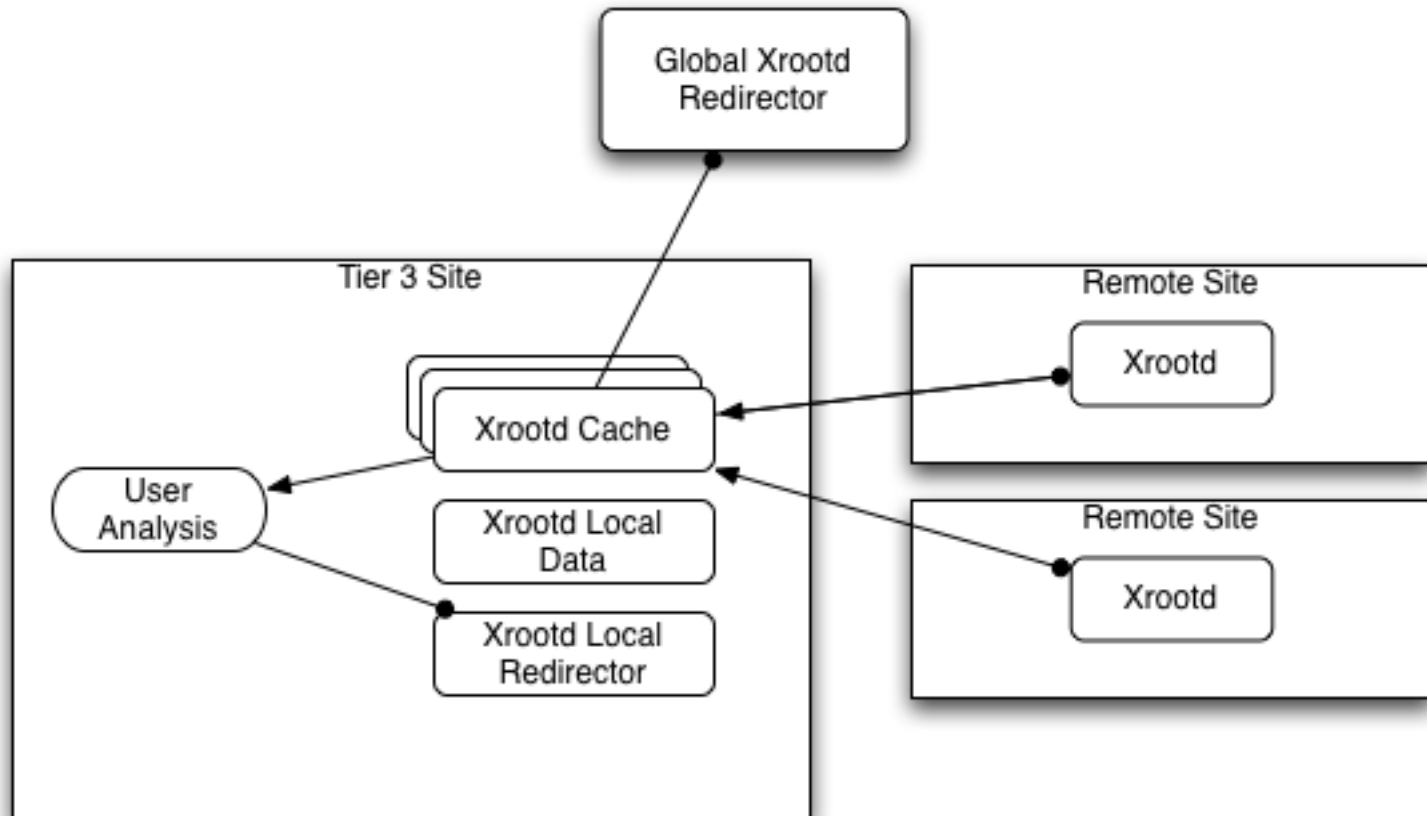 Global Xrootd
Redirector
Tier 3 Site
Remote Site
Xrootd
Xrootd Cache
User
Analysis
Xrootd Local
Data
Remote Site
Xrootd
Xrootd Local
Redirector